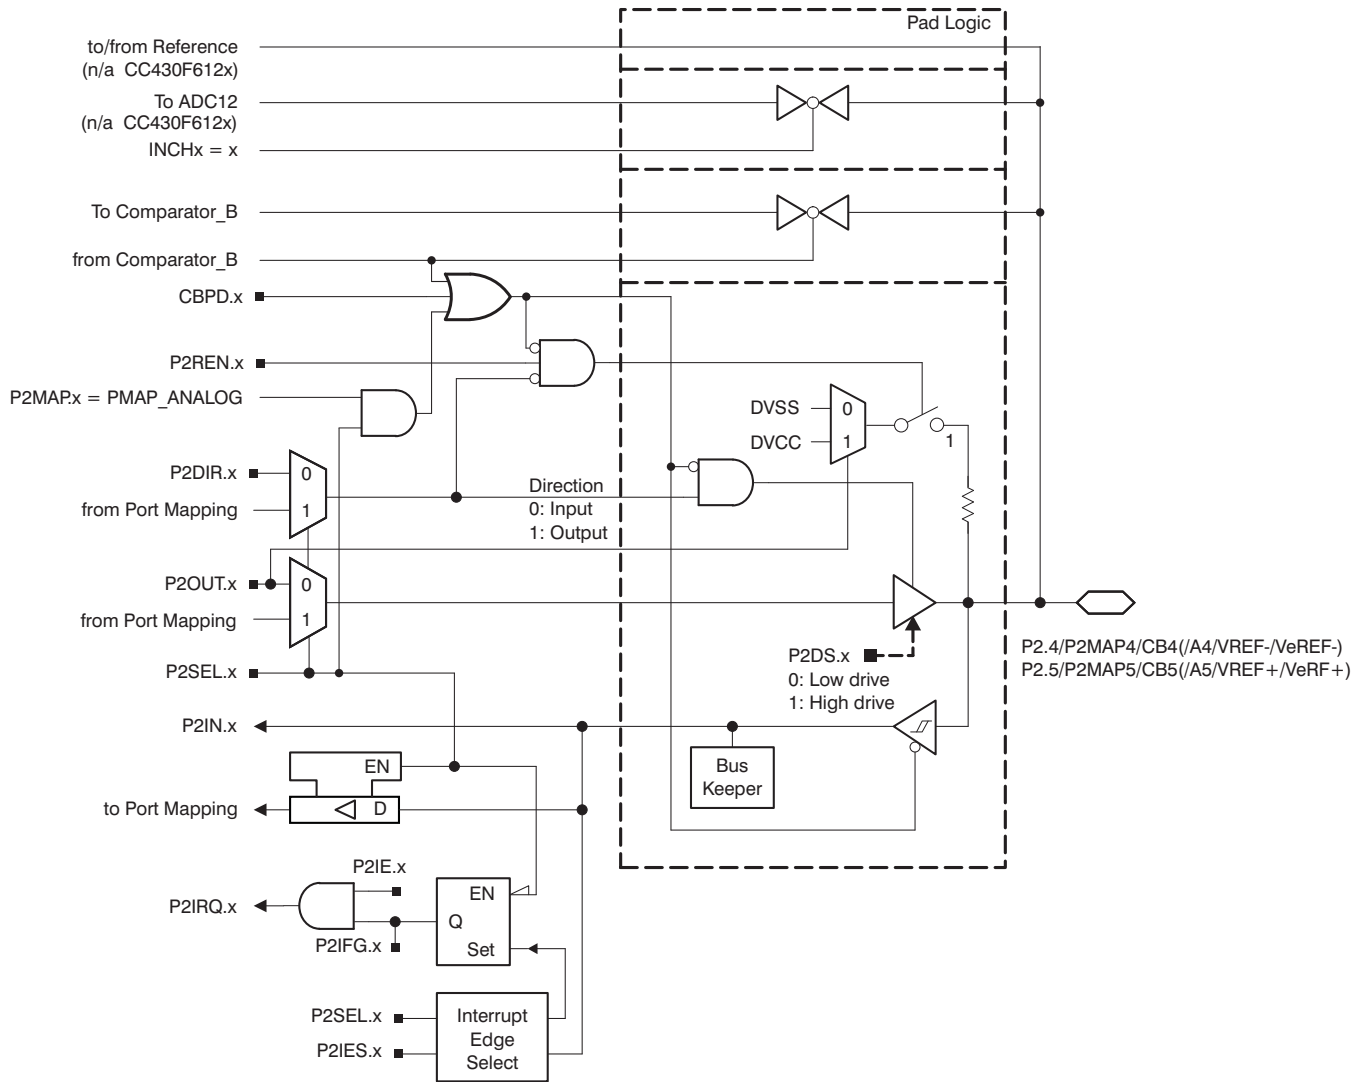 Pad Logic
to/from Reference
(n/a CC430F612x)
To ADC12
(n/a CC430F612x)
INCHx = x
To Comparator_B
from Comparator_B
CBPD.x
P2REN.x
P2MAP.x = PMAP_ANALOG
DVSS
0
DVCC
1
1
P2DIR.x
0
from Port Mapping
1
Direction
0: Input
1: Output
P2OUT.x
0
from Port Mapping
1
P2SEL.x
P2DS.x
0: Low drive
1: High drive
P2.4/P2MAP4/CB4(/A4/VREF-/VeREF-)
P2.5/P2MAP5/CB5(/A5/VREF+/VeRF+)
P2IN.x
Bus
Keeper
EN
to Port Mapping
D
P2IE.x
P2IRQ.x
P2IFG.x
EN
Q
Set
P2SEL.x
P2IES.x
Interrupt
Edge
Select